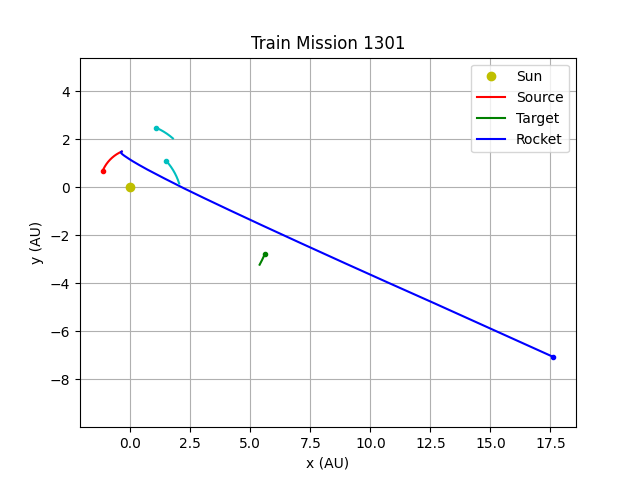 Train Mission 1301
Sun
Source
Target
Rocket
4
2
0
−2
−4
−6
−8
y (AU)
0.0 2.5 5.0 7.5 10.0 12.5 15.0 17.5
x (AU)